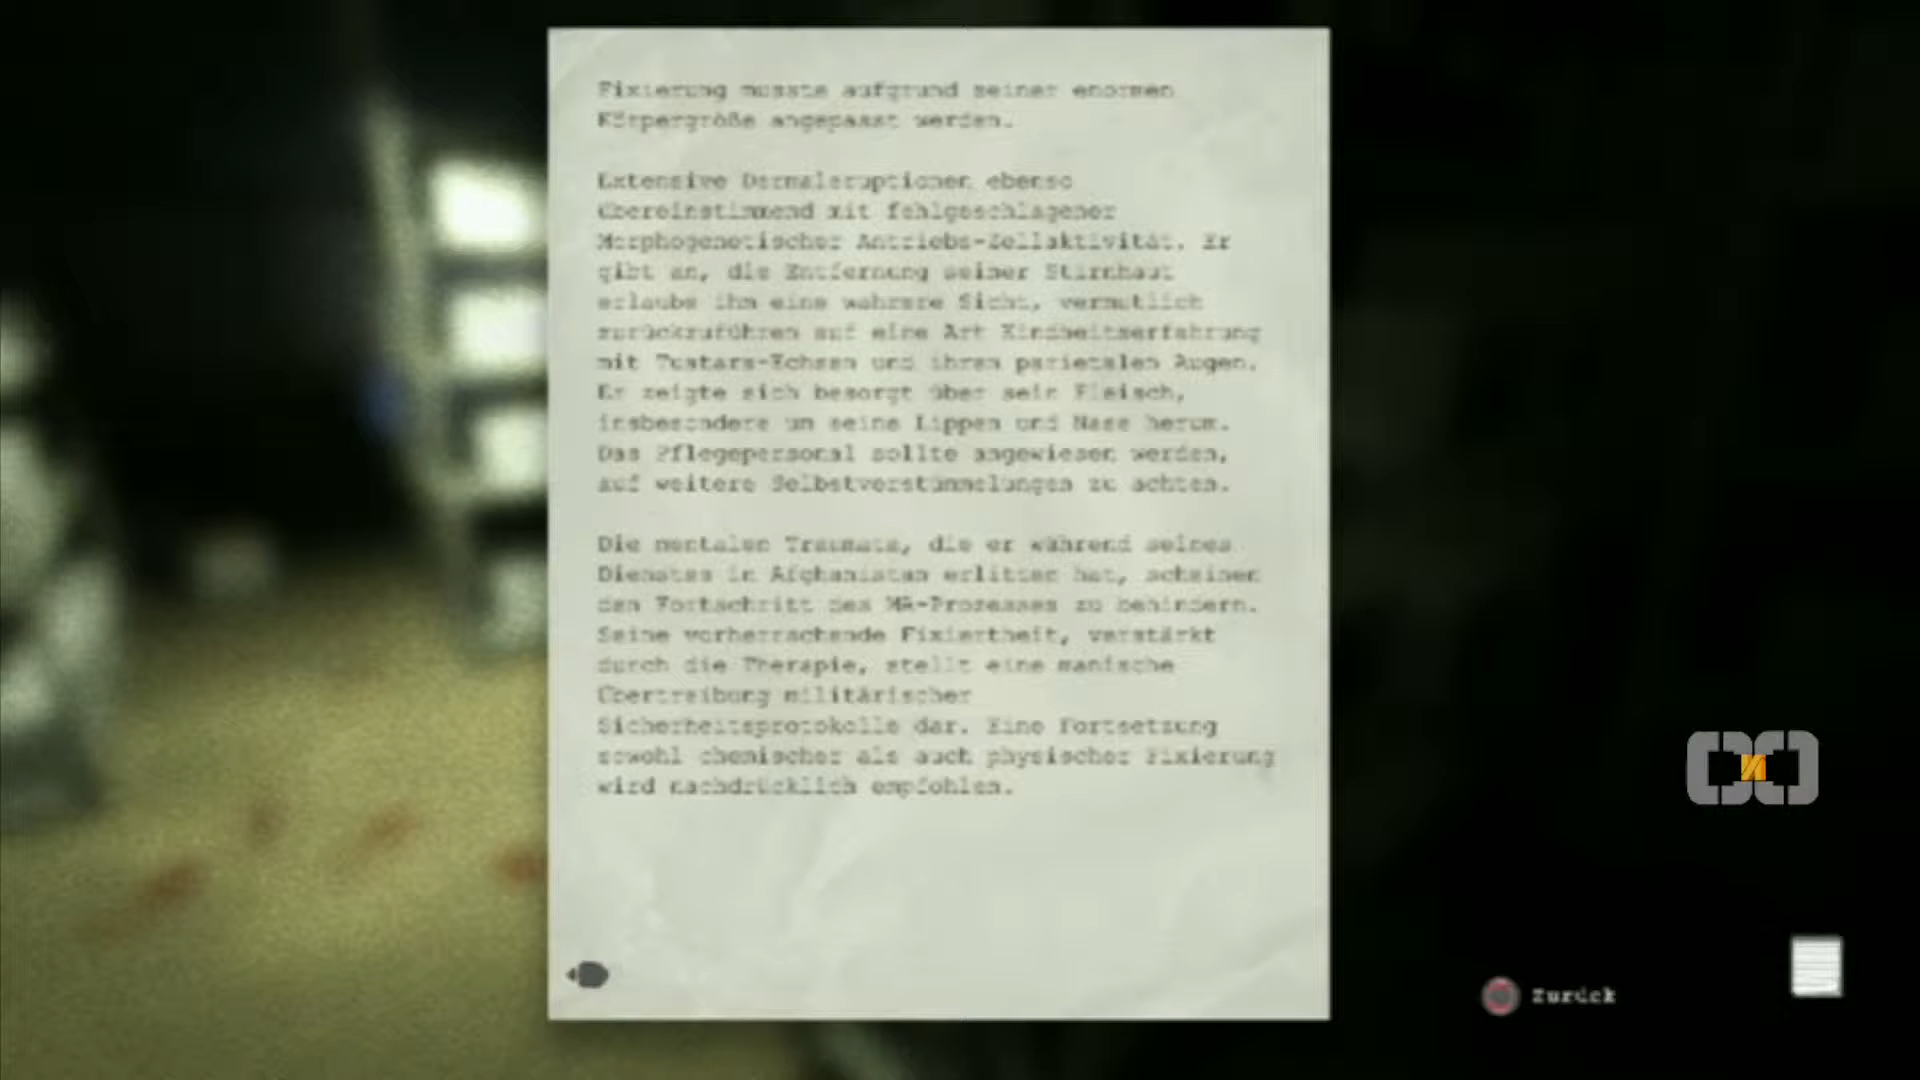 Fixierung musste aufgrund seiner enormen
Körpergröße angepasst werden.
Extensive Dermaleruptionen ebenso
übereinstimmend mit fehlgeschlagener
Morphogenetischer Antriebs-Zellaktivität. Er
gibt an, die Entfernung seiner Stirnhaut
erlaube ihm eine wahrere Sicht, vermutlich
zurückzuführen auf eine Art Kindheitserfahrung
mit Tuatara-Echsen und ihren parietalen Augen.
Er zeigte sich besorgt über sein Fleisch,
insbesondere um seine Lippen und Nase herum.
Das Pflegepersonal sollte angewiesen werden,
auf weitere Selbstverstümmelungen zu achten.
Die mentalen Traumata, die er während seines
Dienstes in Afghanistan erlitten hat, scheinen
den Fortschritt des MA-Prozesses zu behindern.
Seine vorherrschende Fixiertheit, verstärkt
durch die Therapie, stellt eine manische
Übertreibung militärischer
Sicherheitsprotokolle dar. Eine Fortsetzung
sowohl chemischer als auch physischer Fixierung
wird nachdrücklich empfohlen.
Zurück